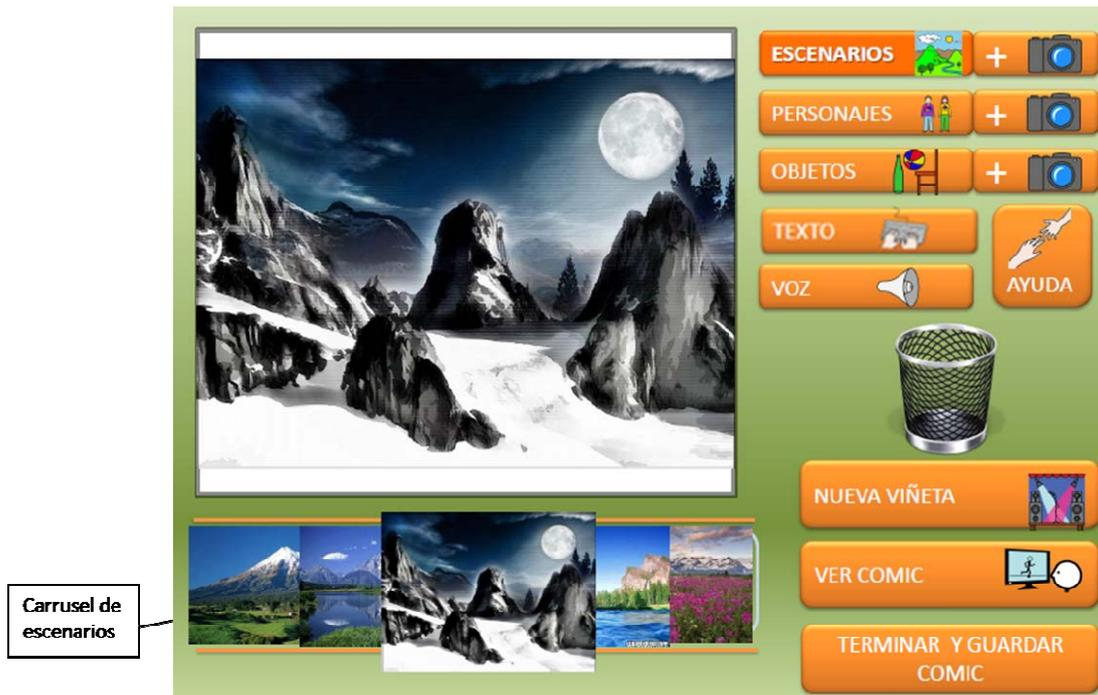 ESCENARIOS +
PERSONAJES +
OBJETOS +
TEXTO
AYUDA
VOZ
NUEVA VIÑETA
VER COMIC
TERMINAR Y GUARDAR
COMIC
Carrusel de
escenarios